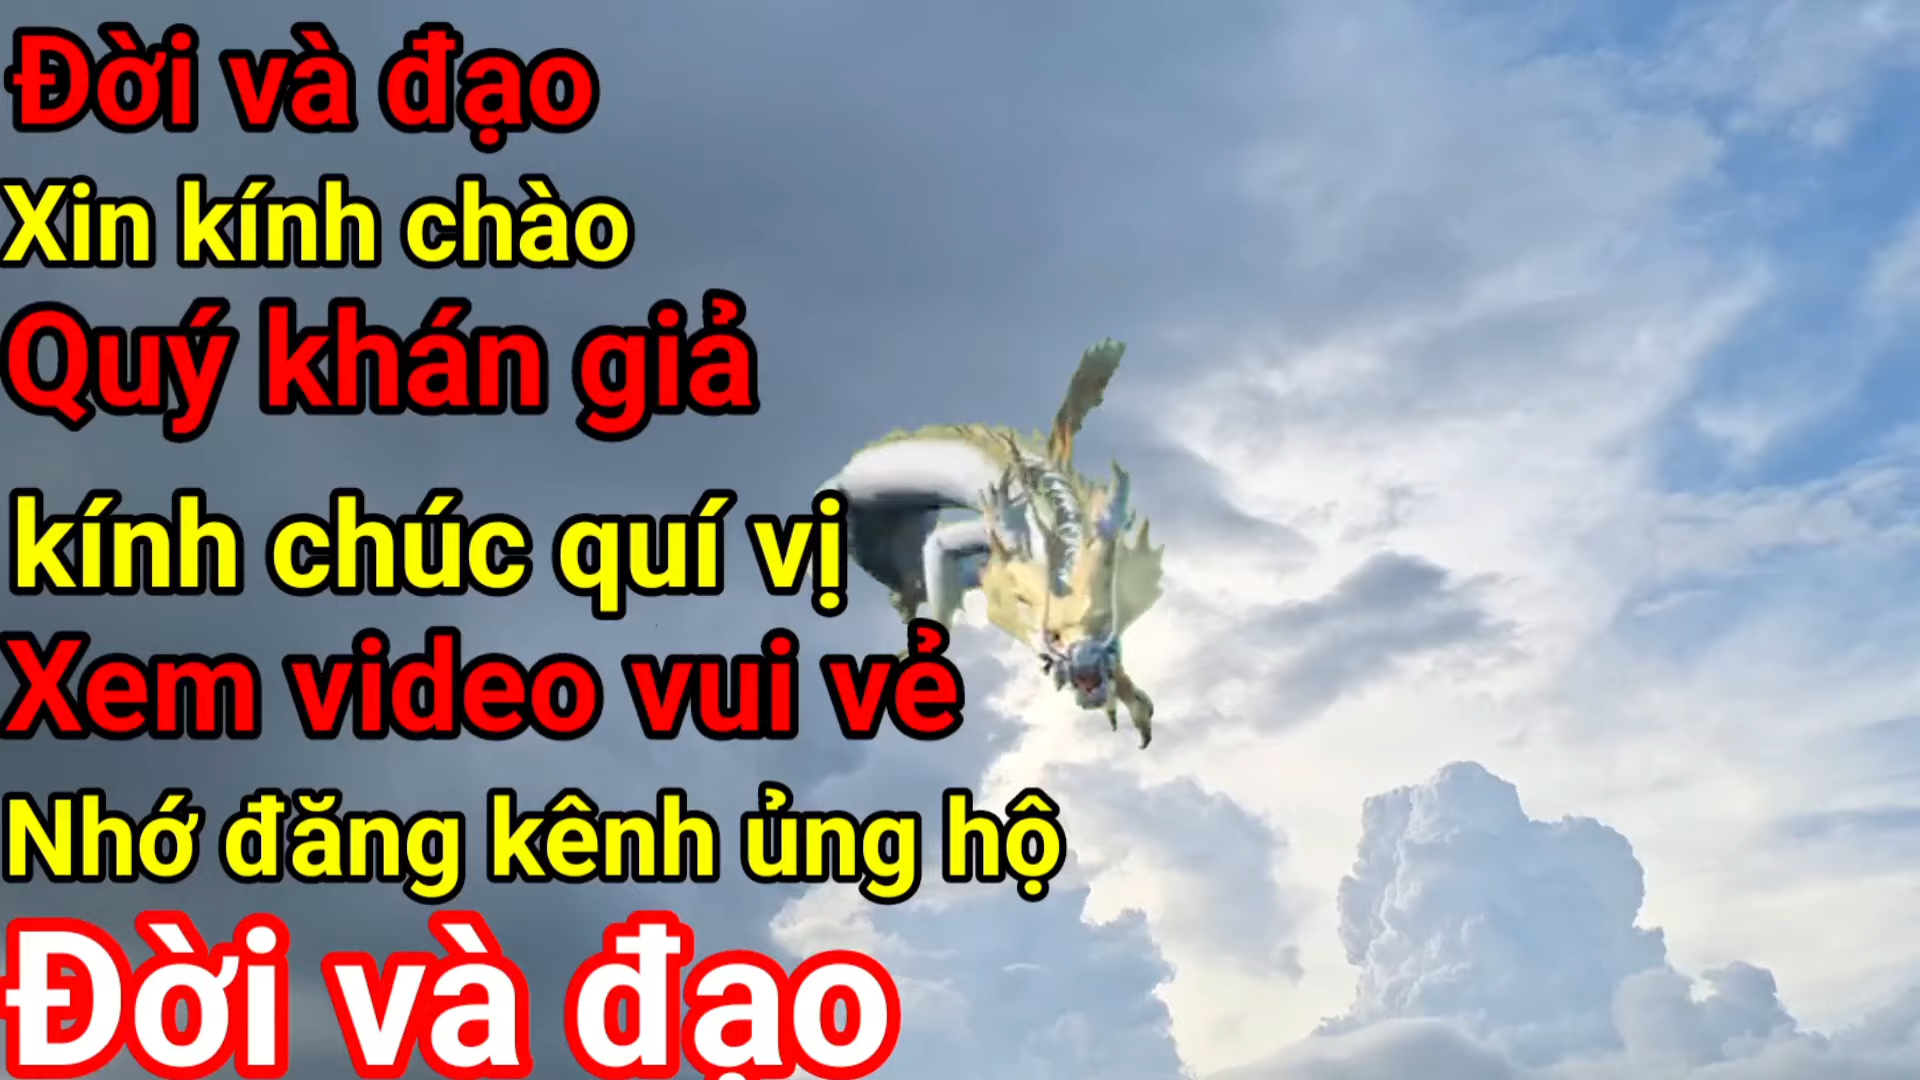 Đời và đạo
Xin kính chào
Quý khán giả
kính chúc quí vị
Xem video vui vẻ
Nhớ đăng kênh ủng hộ
Đời và đạo